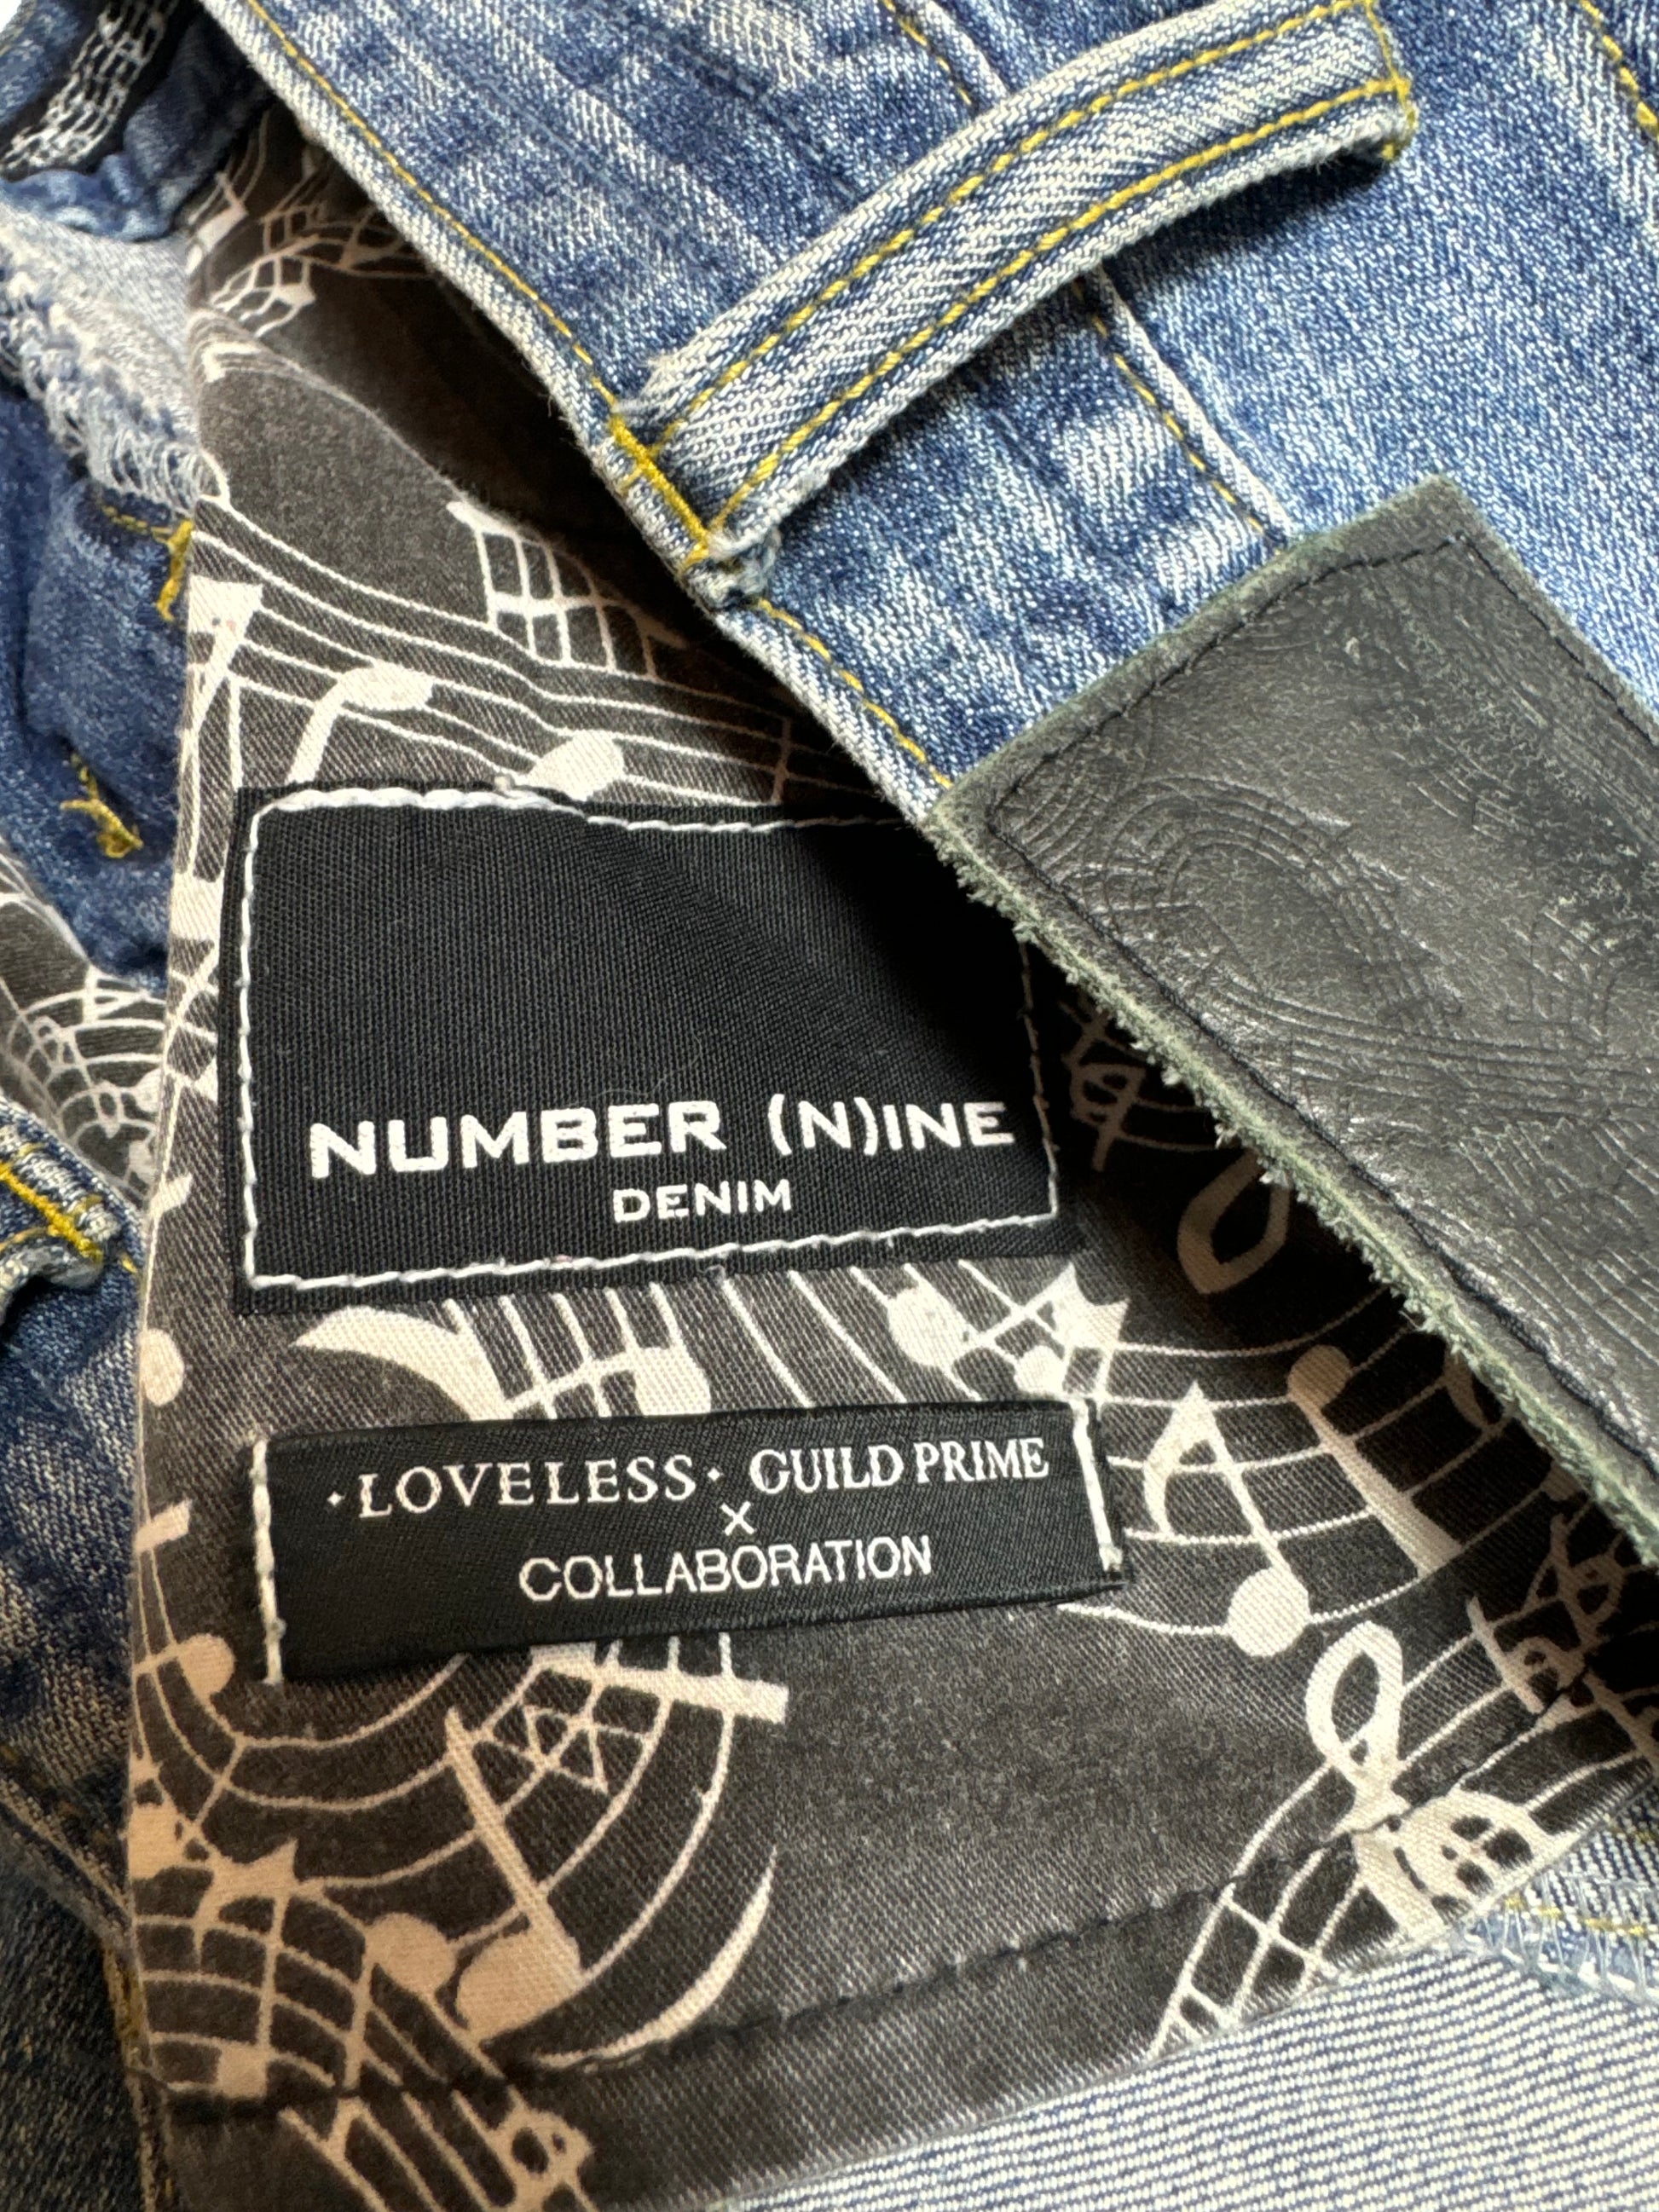 NUMBER (N)INE
DENIM
·LOVELESS· GUILD PRIME
×
COLLABORATION